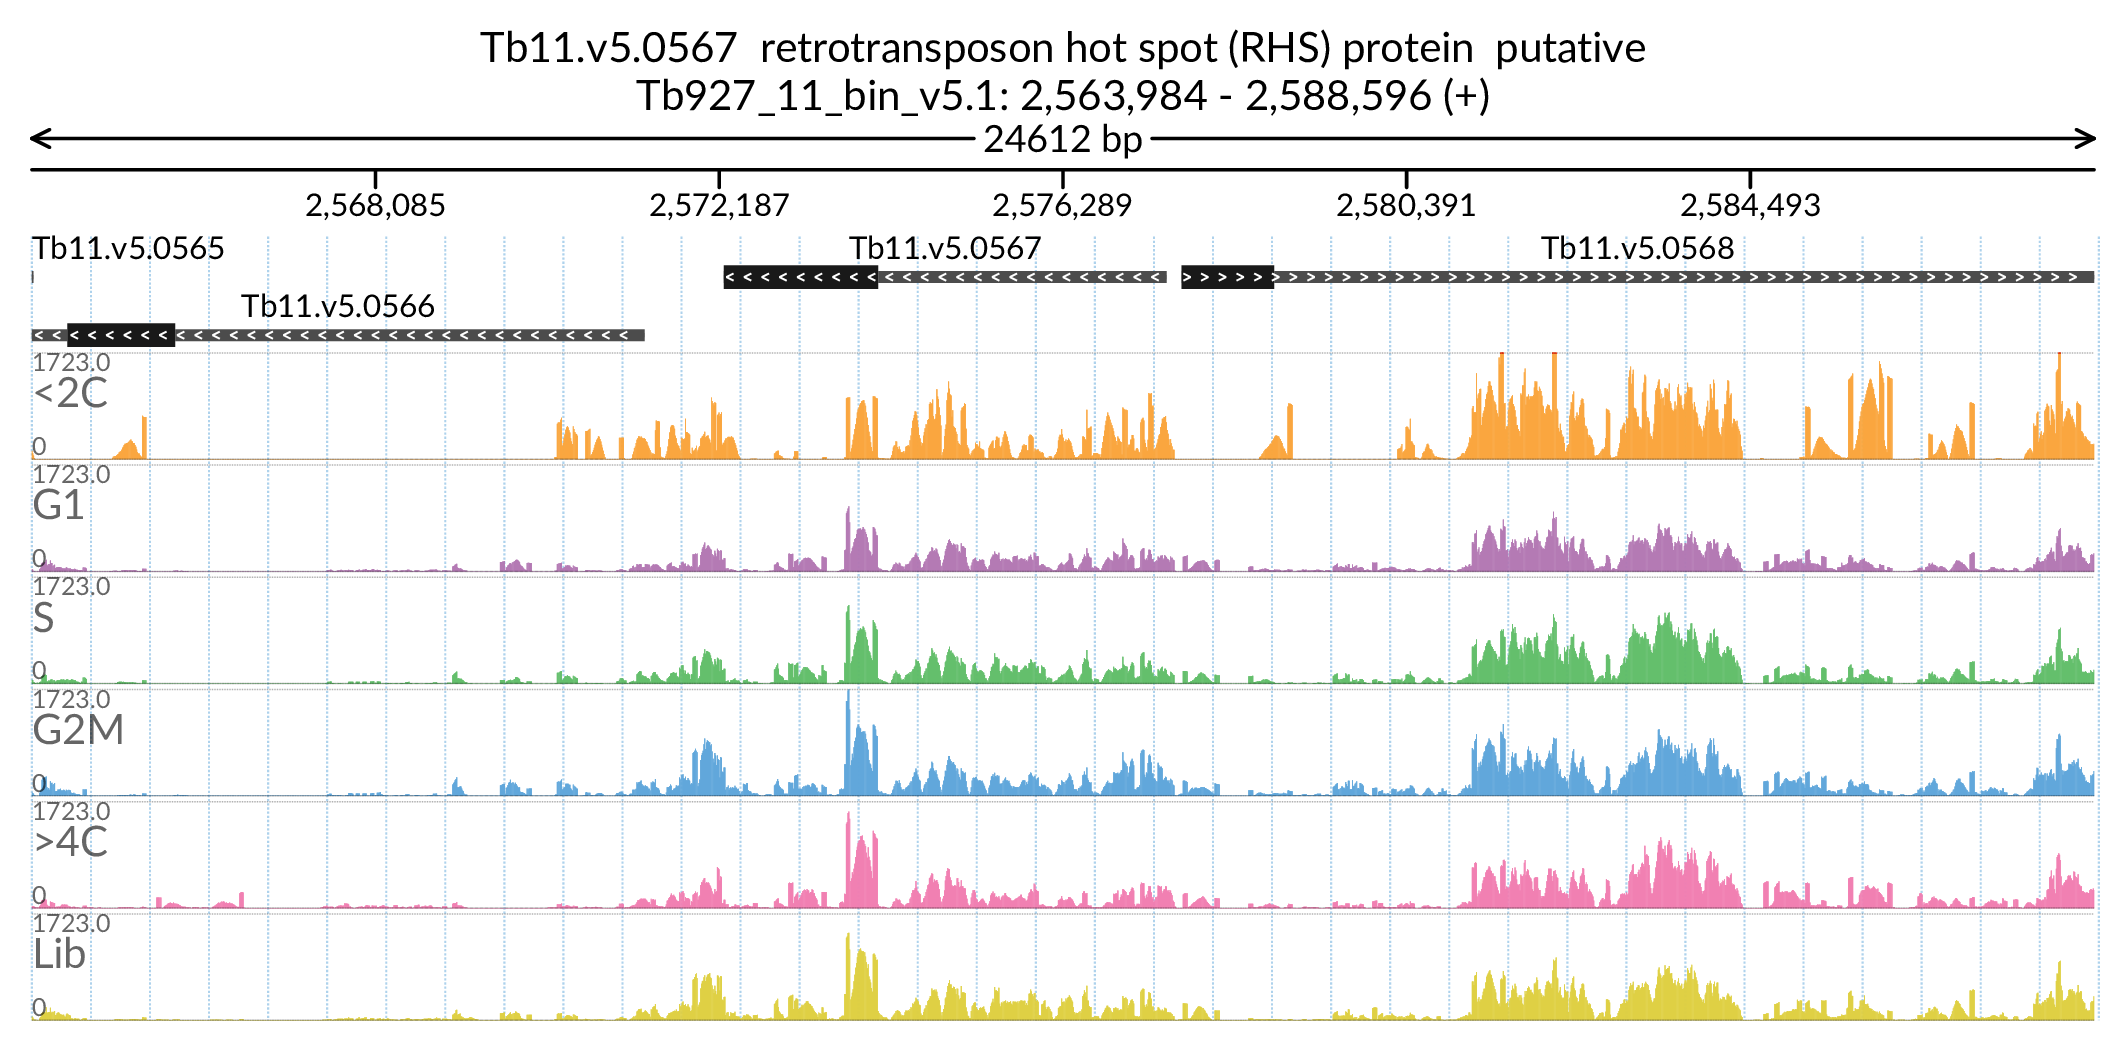 Tb11.v5.0567  retrotransposon hot spot (RHS) protein  putative
Tb927_11_bin_v5.1: 2,563,984 - 2,588,596 (+)
24612 bp
2,568,085 2,572,187 2,576,289 2,580,391 2,584,493
Tb11.v5.0565 Tb11.v5.0567 Tb11.v5.0568
Tb11.v5.0566
1723.0
<2C
0
1723.0
G1
0
1723.0
S
0
1723.0
G2M
0
1723.0
>4C
0
1723.0
Lib
0